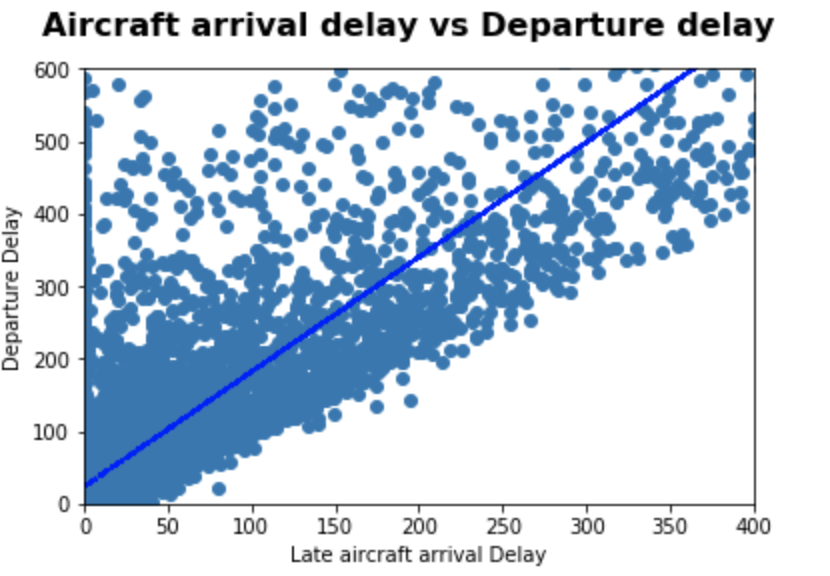 Aircraft arrival delay vs Departure delay
600
500
400
300
200
100
0
Departure Delay
0 50 100 150 200 250 300 350 400
Late aircraft arrival Delay